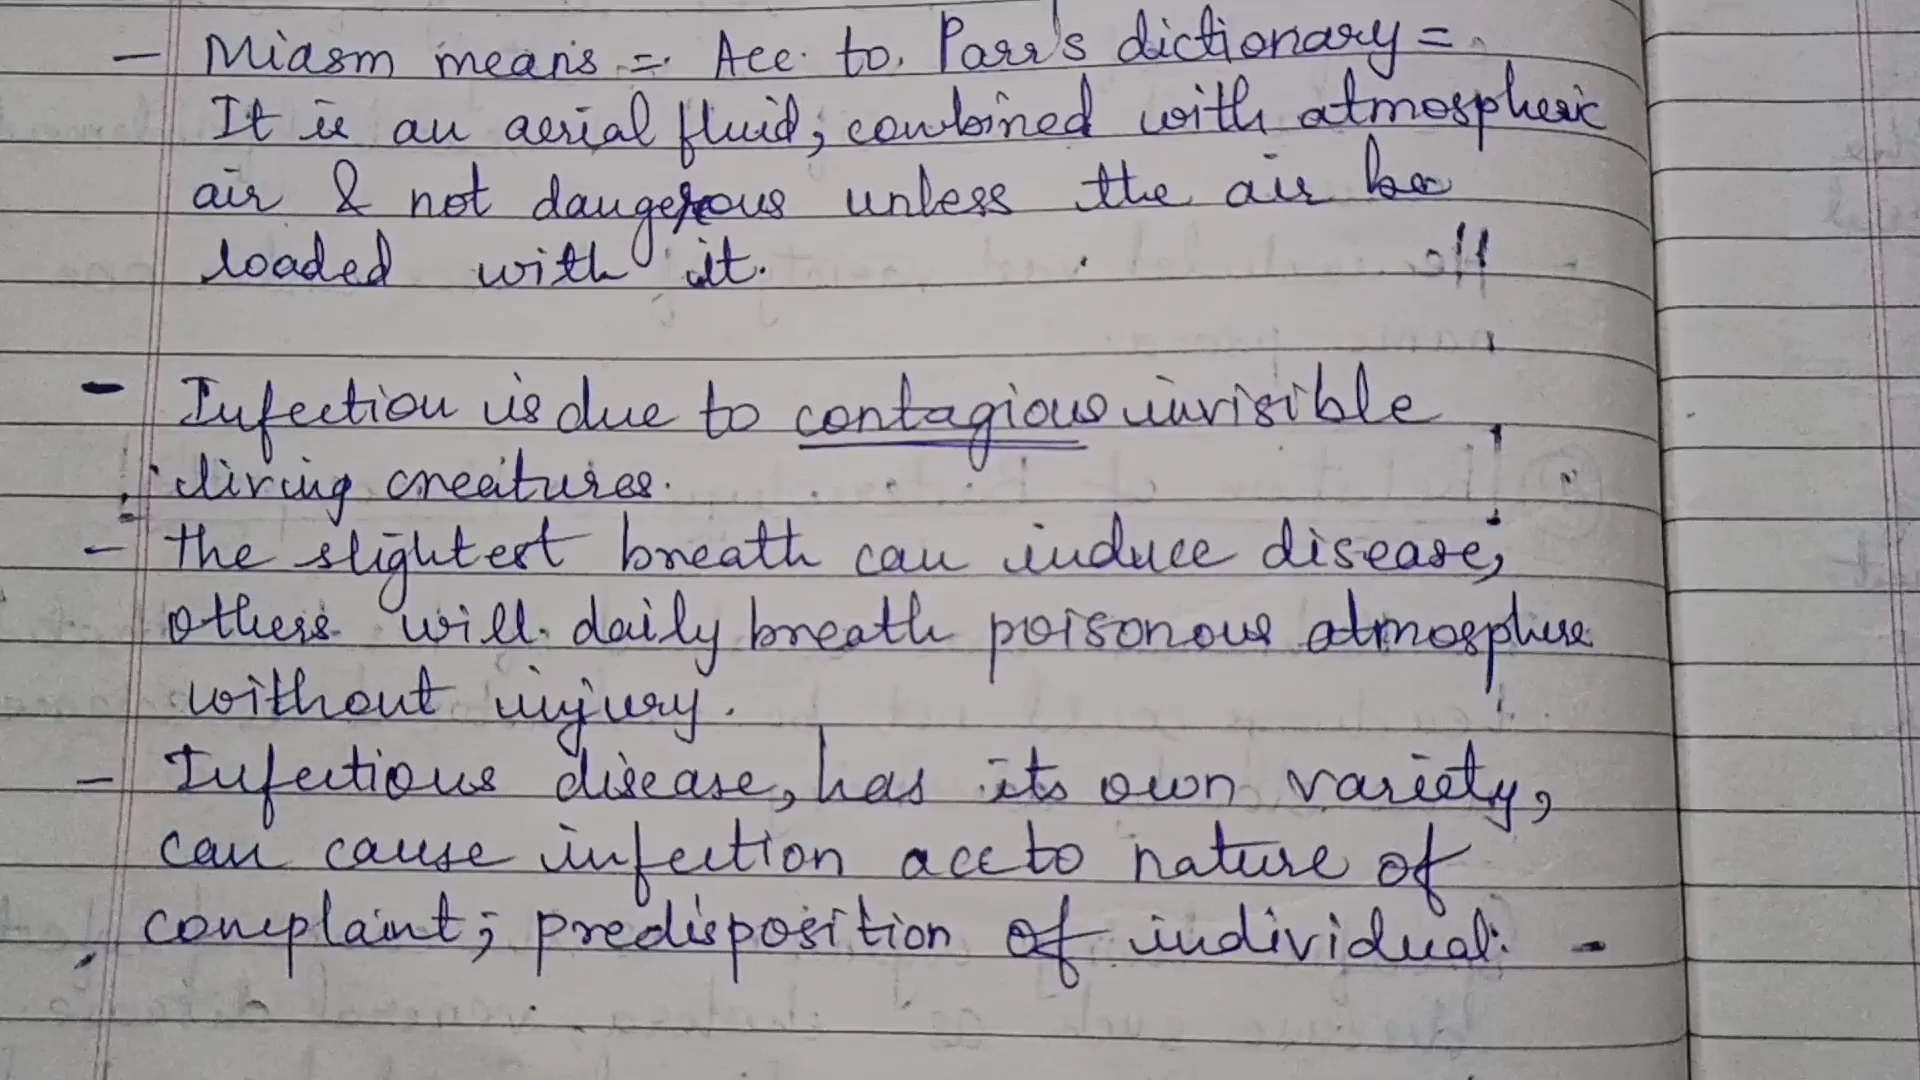 - Miasm means = Acc. to. Parr's dictionary =
It is an aerial fluid, combined with atmospheric
air & not dangerous unless the air be
loaded with it.
- Infection is due to contagious invisible
living creatures.
- the slightest breath can induce disease,
others will daily breath poisonous atmosphere
without injury.
- Infectious disease, has its own variety,
can cause infection acc to nature of
complaint; predisposition of individual. -